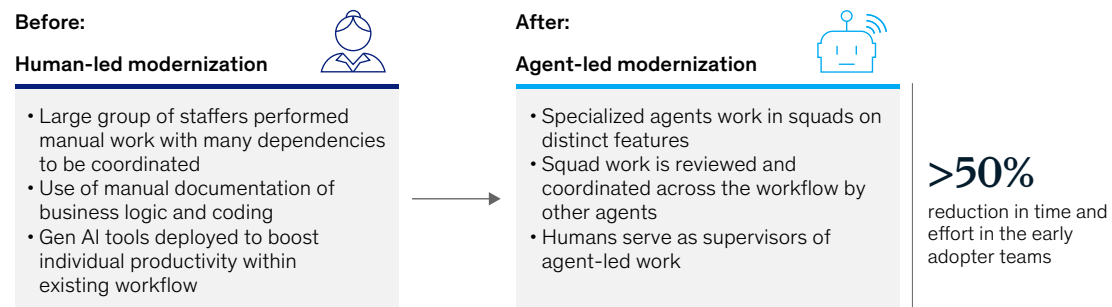 Before:
Human-led modernization
• Large group of staffers performed
manual work with many dependencies
to be coordinated
• Use of manual documentation of
business logic and coding
• Gen AI tools deployed to boost
individual productivity within
existing workflow
After:
Agent-led modernization
• Specialized agents work in squads on
distinct features
• Squad work is reviewed and
coordinated across the workflow by
other agents
• Humans serve as supervisors of
agent-led work
>50%
reduction in time and
effort in the early
adopter teams